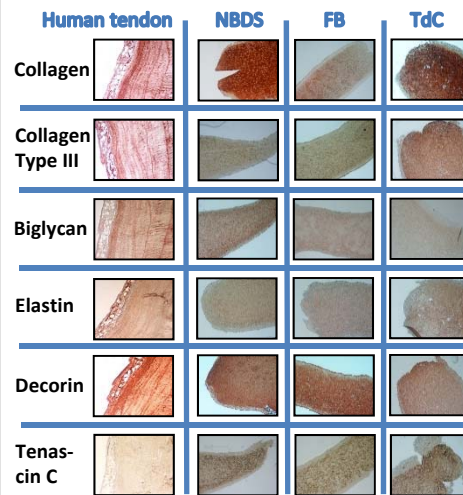 Human tendon NBDS FB TdC
Collagen
Collagen
Type III
Biglycan
Elastin
Decorin
Tenas-
cin C